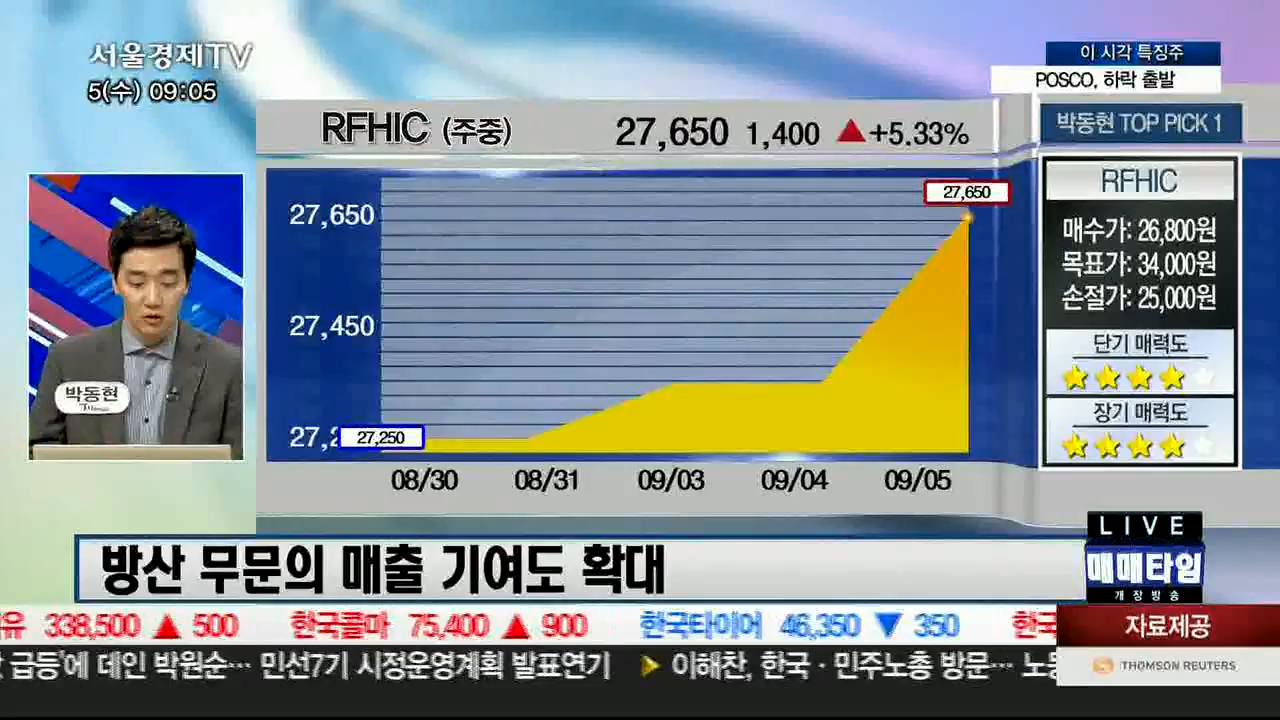 서울경제TV
5(수) 09:05
이 시각 특징주
POSCO, 하락 출발
RFHIC (주중) 27,650 1,400 ▲+5.33%
박동현 TOP PICK 1
RFHIC
매수가: 26,800원
목표가: 34,000원
손절가: 25,000원
단기 매력도
장기 매력도
27,650
27,650
27,450
27,2
27,250
08/30 08/31 09/03 09/04 09/05
박동현
방산 무문의 매출 기여도 확대
LIVE
매매타임
개장방송
유 338,500 ▲ 500 한국콜마 75,400 ▲ 900 한국타이어 46,350 ▼ 350 한국
자료제공
급등'에 데인 박원순… 민선7기 시정운영계획 발표연기 ▶ 이해찬, 한국·민주노총 방문… 노동
THOMSON REUTERS